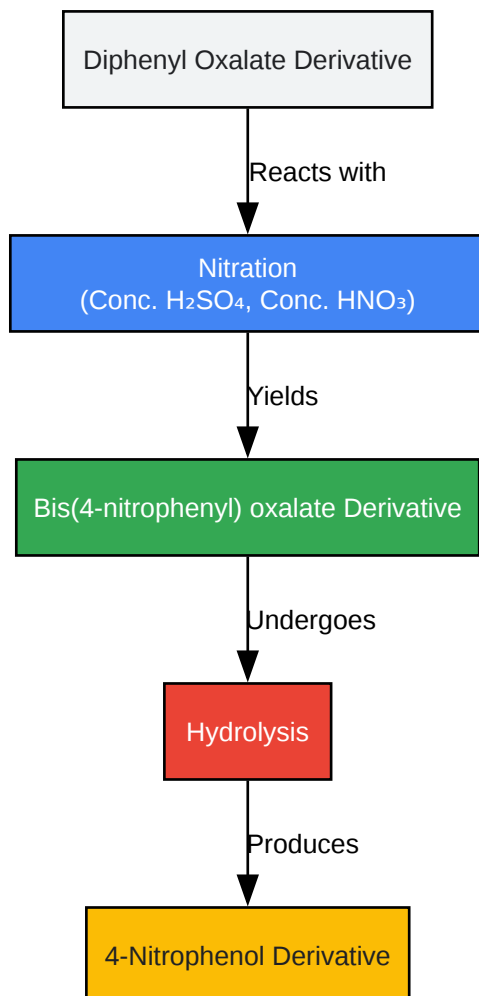 Diphenyl Oxalate Derivative
Reacts with
Nitration
(Conc. H₂SO₄, Conc. HNO₃)
Yields
Bis(4-nitrophenyl) oxalate Derivative
Undergoes
Hydrolysis
Produces
4-Nitrophenol Derivative